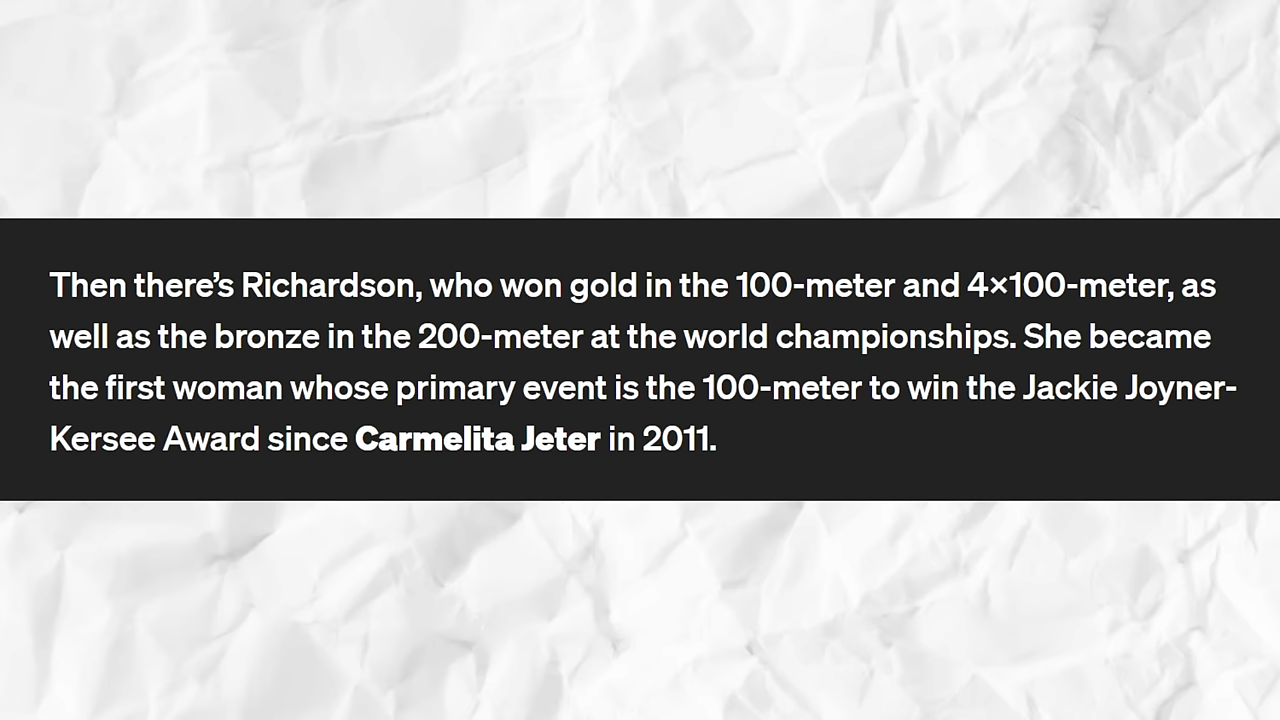 Then there’s Richardson, who won gold in the 100-meter and 4×100-meter, as
well as the bronze in the 200-meter at the world championships. She became
the first woman whose primary event is the 100-meter to win the Jackie Joyner-
Kersee Award since Carmelita Jeter in 2011.